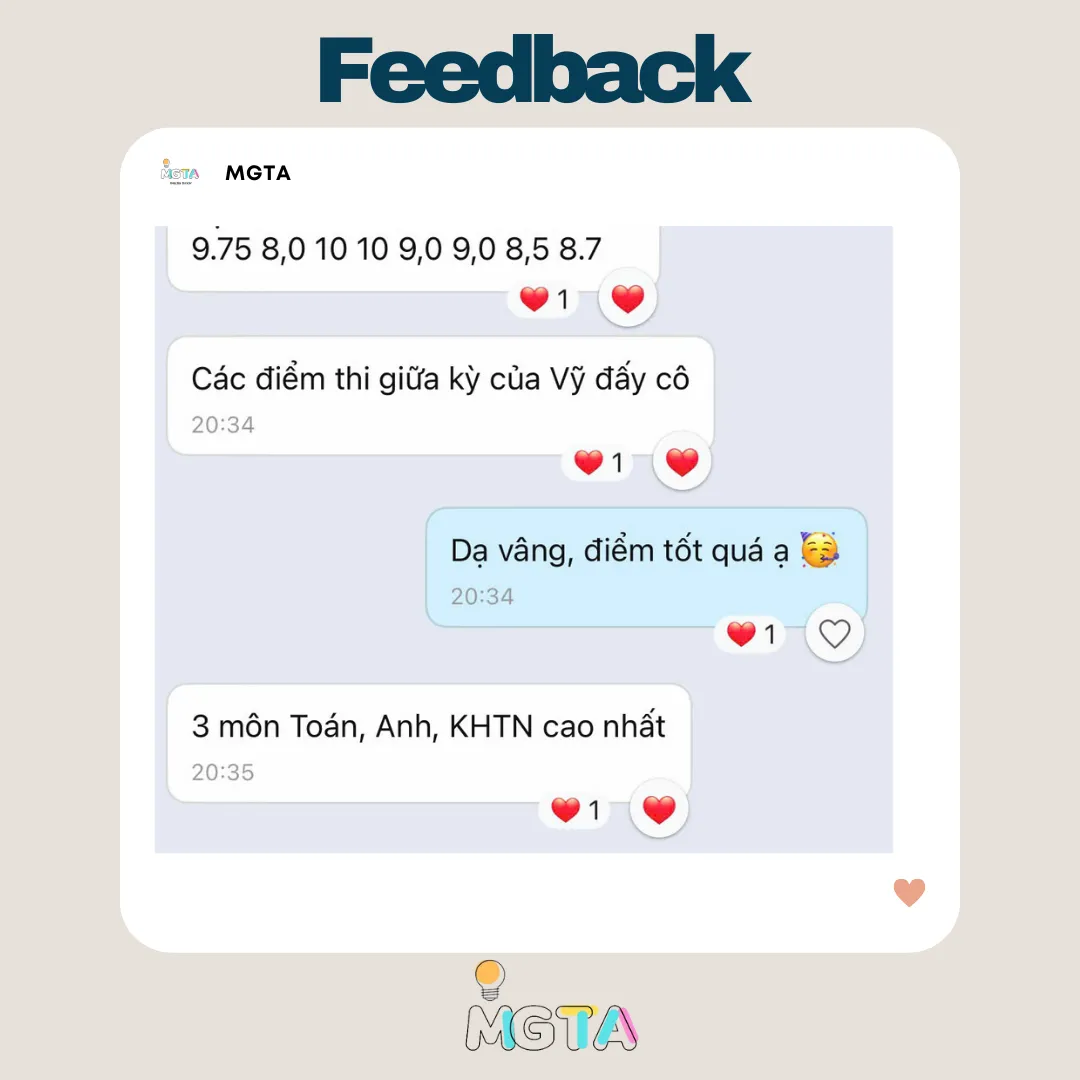 Feedback
MGTA
MGTA
9.75 8,0 10 10 9,0 9,0 8,5 8.7
1
Các điểm thi giữa kỳ của Vỹ đấy cô
20:34
1
Dạ vâng, điểm tốt quá ạ 🥳
20:34
1
3 môn Toán, Anh, KHTN cao nhất
20:35
1
MGTA